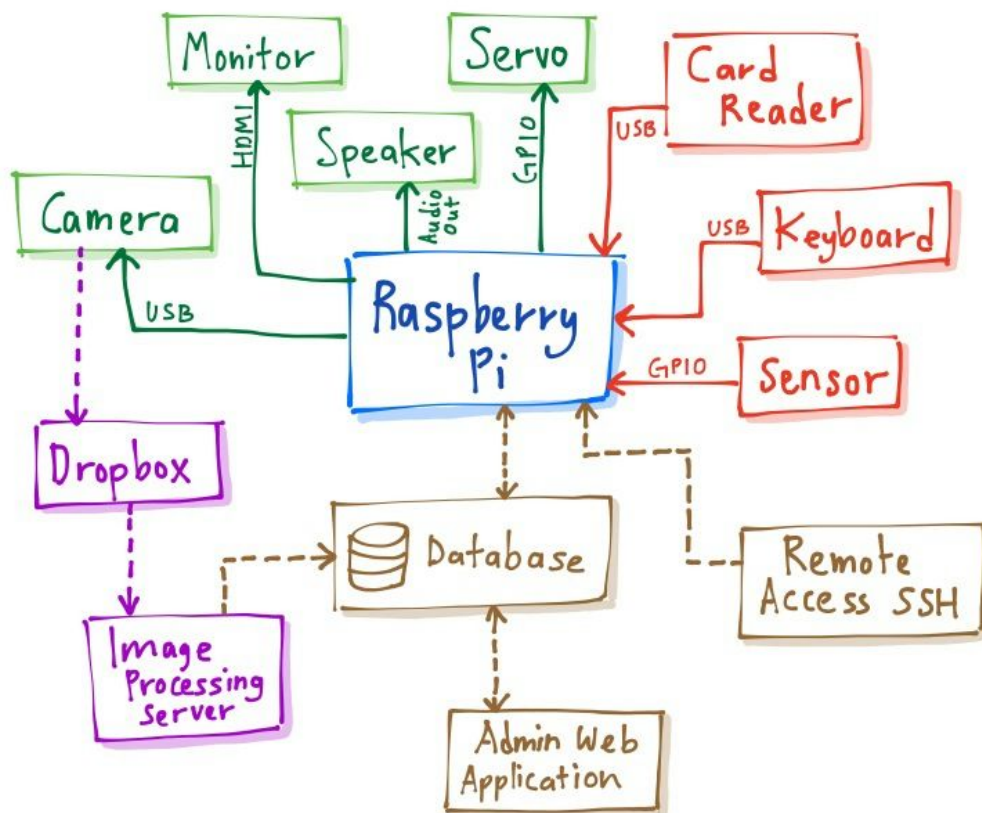 Monitor
Servo
Card
Reader
HDMI
Speaker
GPIO
USB
Camera
Audio
Out
USB
Keyboard
USB
Raspberry
Pi
GPIO
Sensor
Dropbox
Database
Remote
Access SSH
Image
Processing
Server
Admin Web
Application